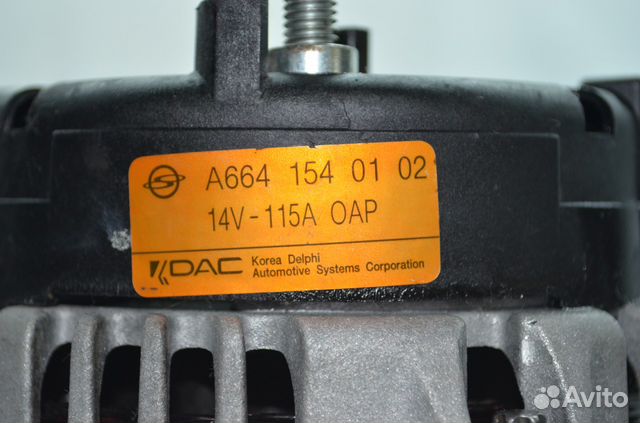 A664 154 01 02
14V-115A OAP
KDAC Korea Delphi
Automotive Systems Corporation
Avito